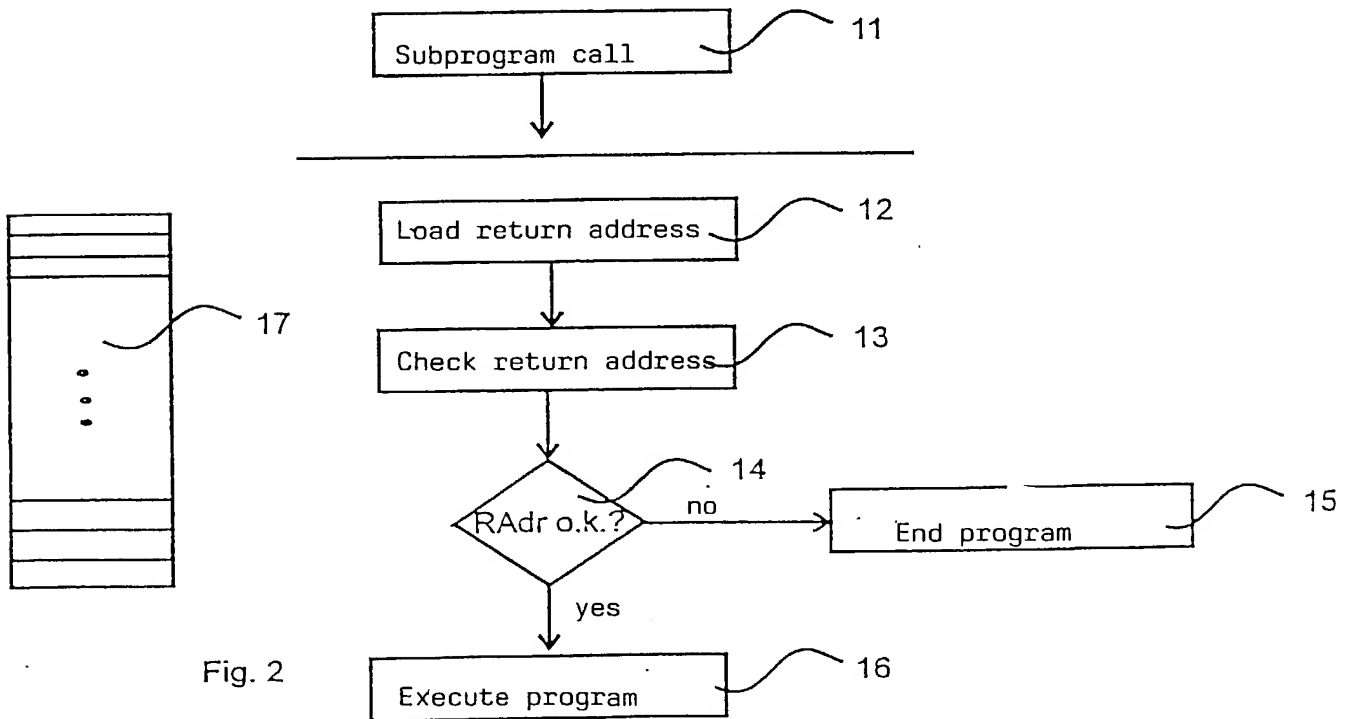 11
Subprogram call
12
Load return address
17
13
Check return address
14
RAdr o.k.?
no
15
End program
yes
Fig. 2
16
Execute program